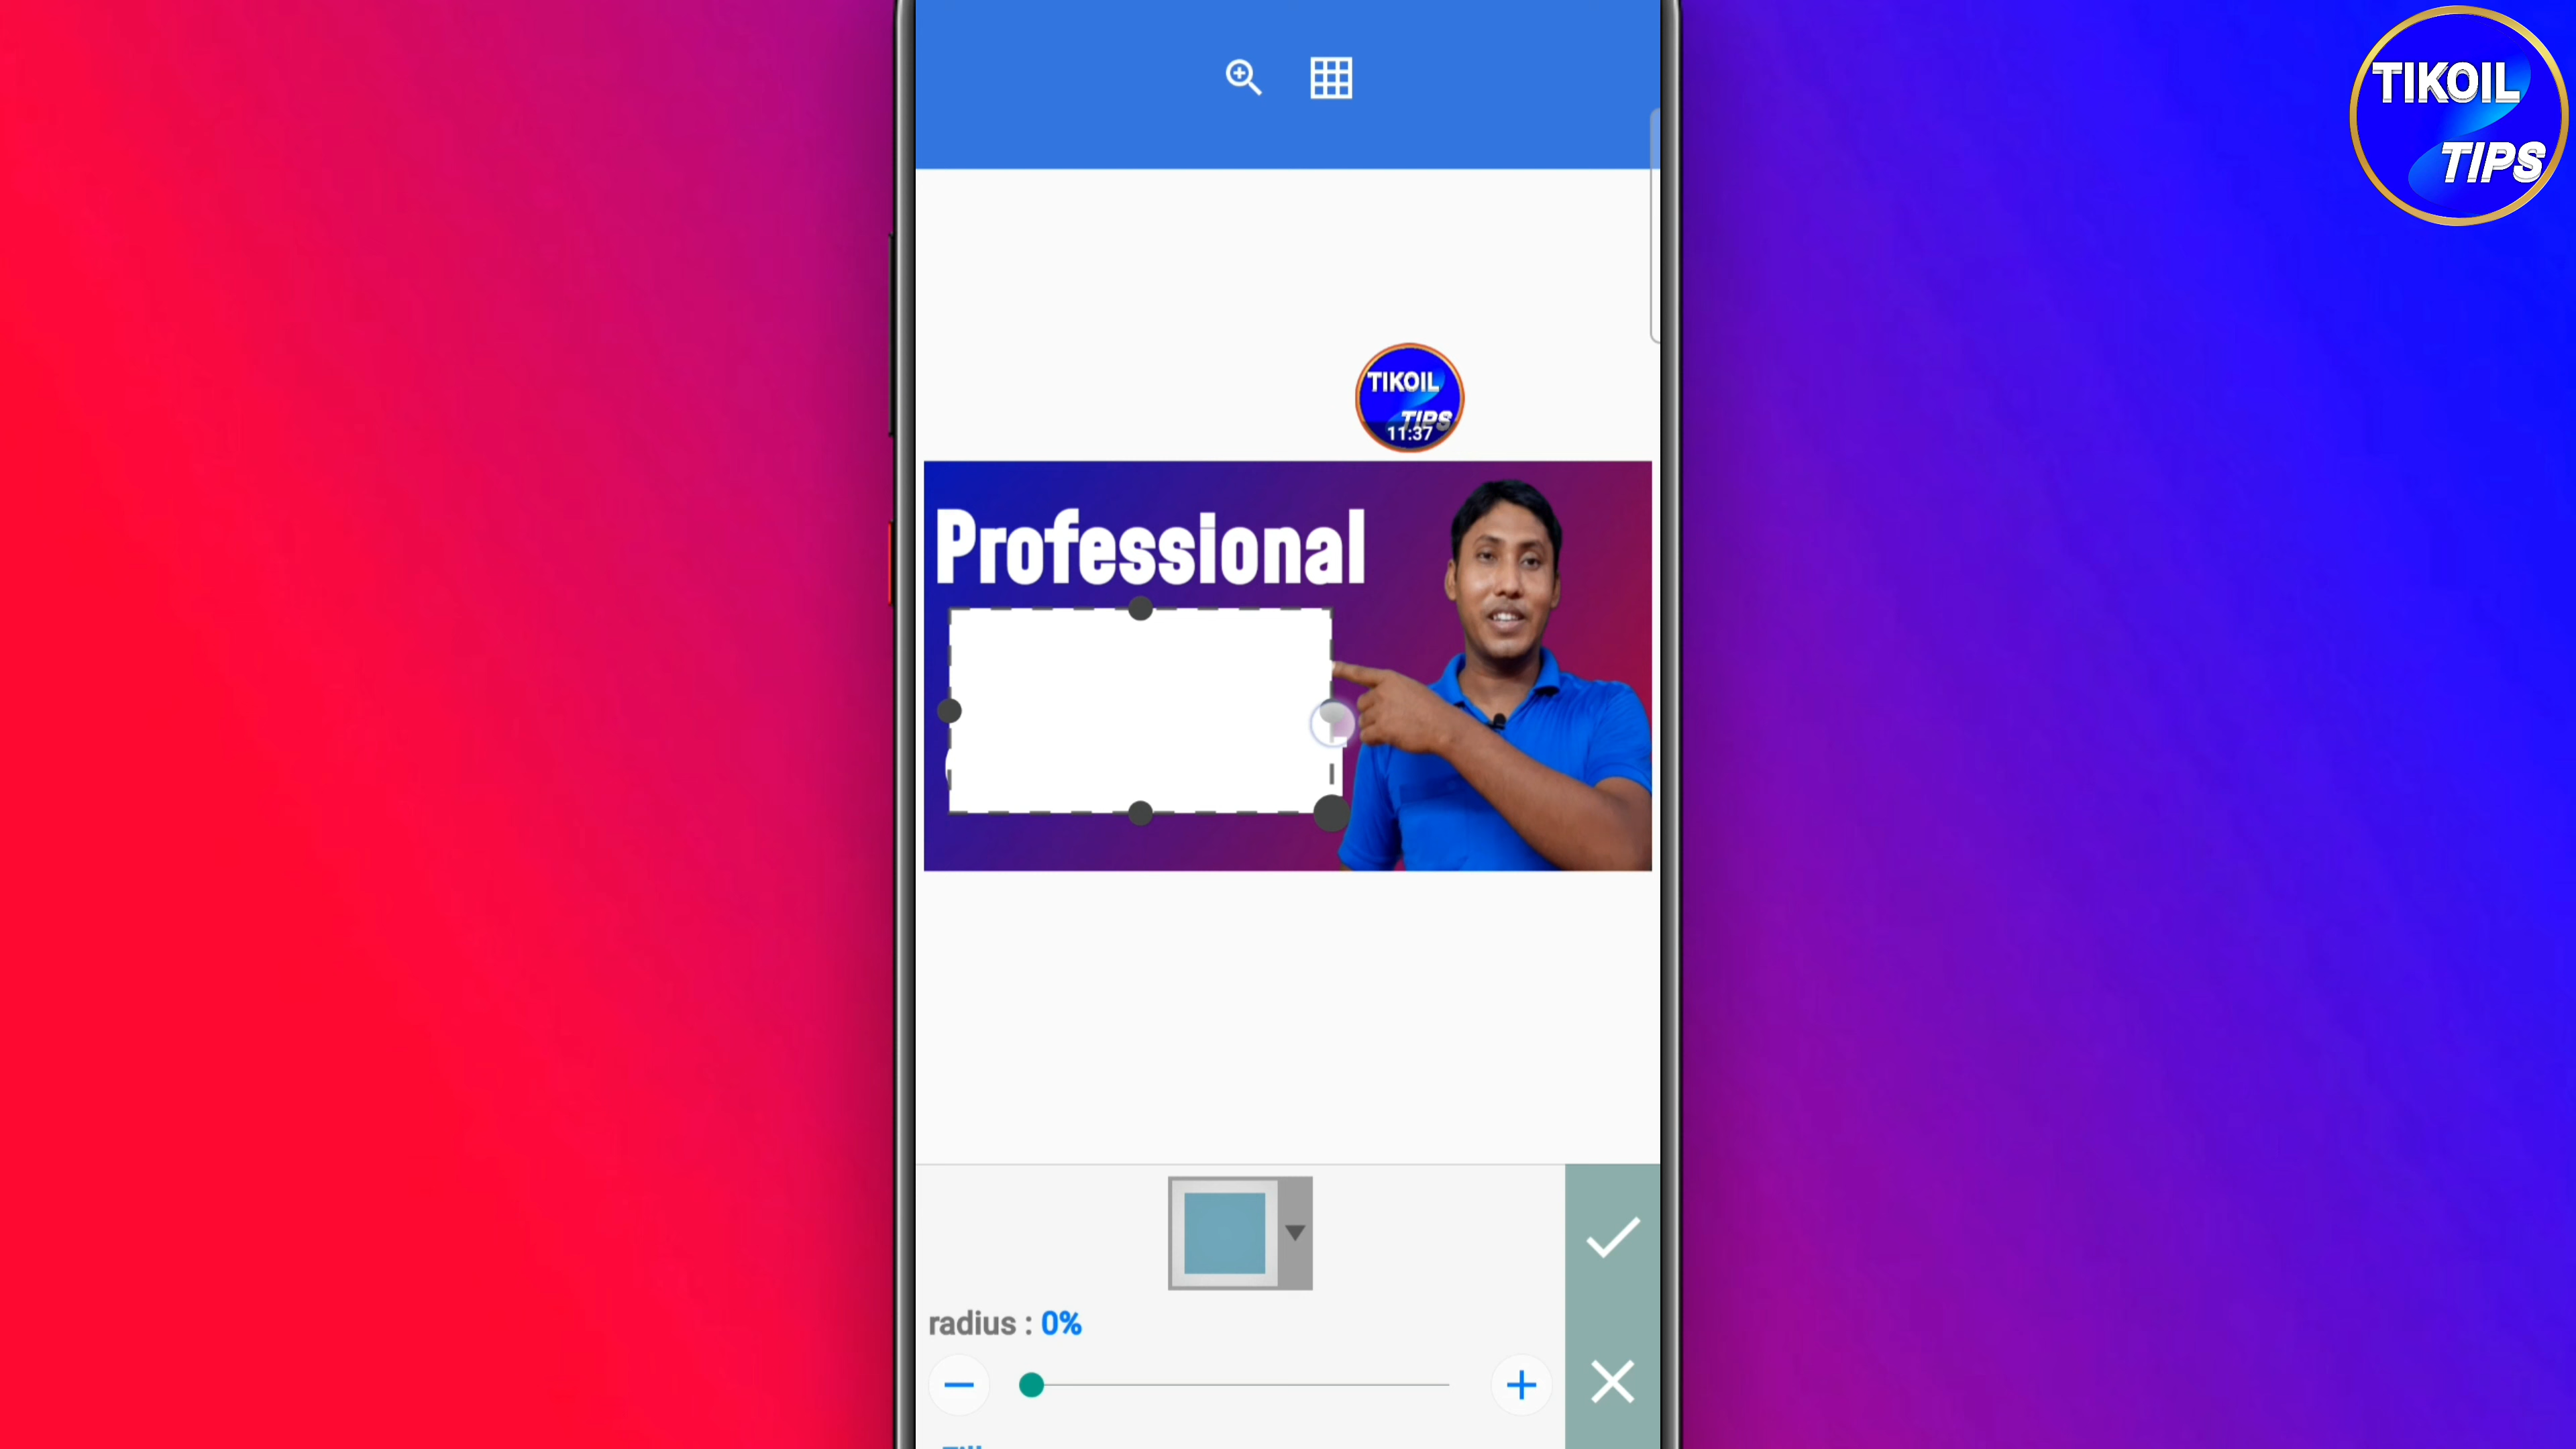 TIKOIL
TIPS
TIKOIL
TIPS
11:37
Professional
radius : 0%